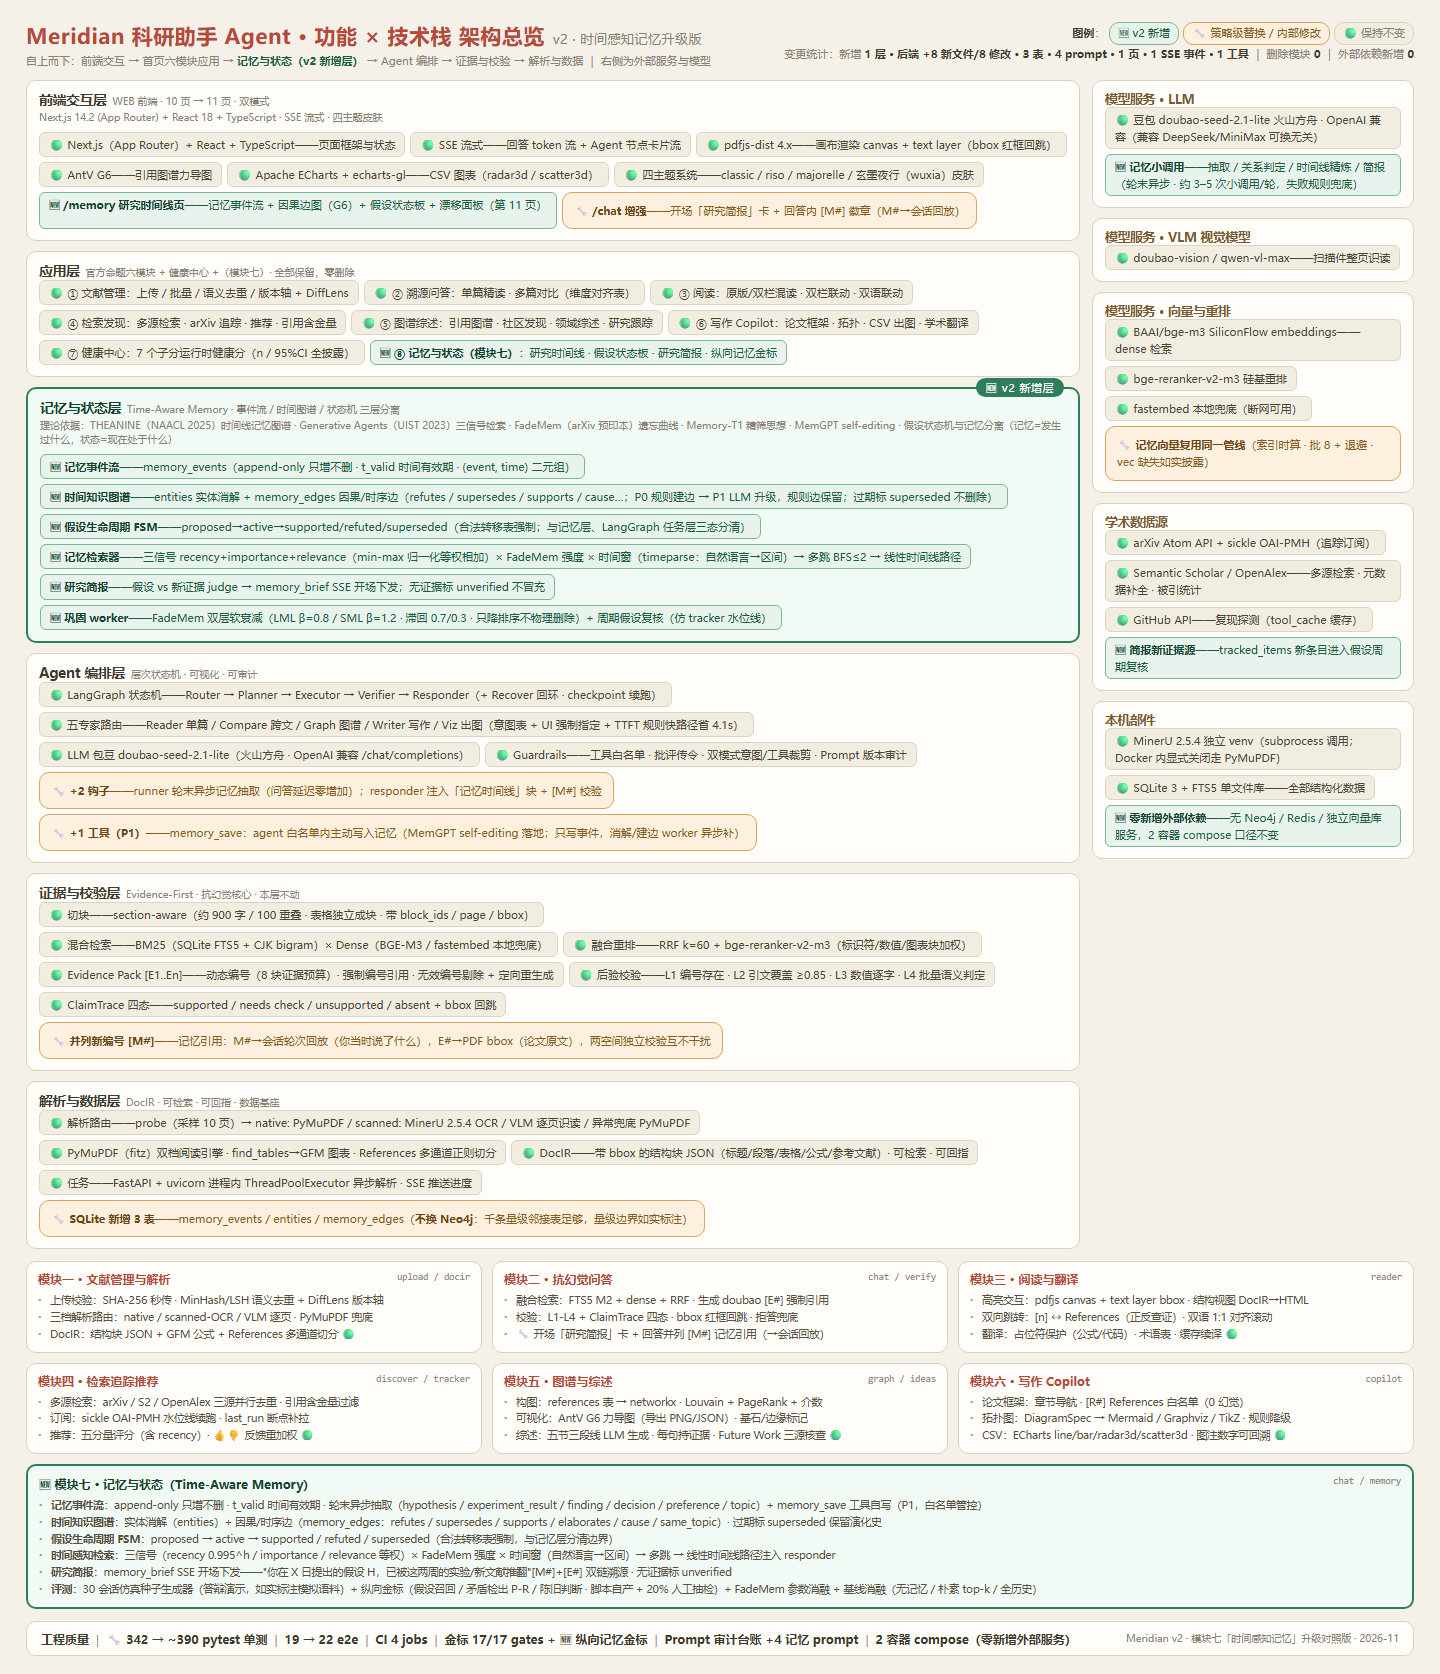 Meridian 科研助手 Agent • 功能 × 技术栈 架构总览 v2 · 时间感知记忆升级版
自上而下：前端交互 → 首页六模块应用 → 记忆与状态（v2 新增层） → Agent 编排 → 证据与校验 → 解析与数据 ｜ 右侧为外部服务与模型
图例： NEW v2 新增 策略级替换 / 内部修改 保持不变
变更统计：新增 1 层 • 后端 +8 新文件/8 修改 • 3 表 • 4 prompt • 1 页 • 1 SSE 事件 • 1 工具 ｜ 删除模块 0 ｜ 外部依赖新增 0
前端交互层 WEB 前端 · 10 页 → 11 页 · 双模式
Next.js 14.2 (App Router) + React 18 + TypeScript · SSE 流式 · 四主题皮肤
Next.js（App Router）+ React + TypeScript——页面框架与状态
SSE 流式——回答 token 流 + Agent 节点卡片流
pdfjs-dist 4.x——画布渲染 canvas + text layer（bbox 红框回跳）
AntV G6——引用图谱力导图
Apache ECharts + echarts-gl——CSV 图表（radar3d / scatter3d）
四主题系统——classic / riso / majorelle / 玄墨夜行（wuxia）皮肤
NEW /memory 研究时间线页——记忆事件流 + 因果边图（G6）+ 假设状态板 + 漂移面板（第 11 页）
/chat 增强——开场「研究简报」卡 + 回答内 [M#] 徽章（M#→会话回放）
应用层 官方命题六模块 + 健康中心 +（模块七）· 全部保留，零删除
① 文献管理：上传 / 批量 / 语义去重 / 版本轴 + DiffLens
② 溯源问答：单篇精读 · 多篇对比（维度对齐表）
③ 阅读：原版/双栏混读 · 双栏联动 · 双语联动
④ 检索发现：多源检索 · arXiv 追踪 · 推荐 · 引用含金量
⑤ 图谱综述：引用图谱 · 社区发现 · 领域综述 · 研究跟踪
⑥ 写作 Copilot：论文框架 · 拓扑 · CSV 出图 · 学术翻译
⑦ 健康中心：7 个子分运行时健康分（n / 95%CI 全披露）
NEW ⑧ 记忆与状态（模块七）：研究时间线 · 假设状态板 · 研究简报 · 纵向记忆金标
NEW v2 新增层
记忆与状态层 Time-Aware Memory · 事件流 / 时间图谱 / 状态机 三层分离
理论依据：THEANINE（NAACL 2025）时间线记忆图谱 · Generative Agents（UIST 2023）三信号检索 · FadeMem（arXiv 预印本）遗忘曲线 · Memory-T1 精筛思想 · MemGPT self-editing · 假设状态机与记忆分离（记忆=发生
过什么，状态=现在处于什么）
NEW 记忆事件流——memory_events（append-only 只增不删 · t_valid 时间有效期 · (event, time) 二元组）
NEW 时间知识图谱——entities 实体消解 + memory_edges 因果/时序边（refutes / supersedes / supports / cause…；P0 规则建边 → P1 LLM 升级，规则边保留；过期标 superseded 不删除）
NEW 假设生命周期 FSM——proposed→active→supported/refuted/superseded（合法转移表强制；与记忆层、LangGraph 任务层三态分清）
NEW 记忆检索器——三信号 recency+importance+relevance（min-max 归一化等权相加）× FadeMem 强度 × 时间窗（timeparse：自然语言→区间）→ 多跳 BFS≤2 → 线性时间线路径
NEW 研究简报——假设 vs 新证据 judge → memory_brief SSE 开场下发；无证据标 unverified 不冒充
NEW 巩固 worker——FadeMem 双层软衰减（LML β=0.8 / SML β=1.2 · 滞回 0.7/0.3 · 只降排序不物理删除）+ 周期假设复核（仿 tracker 水位线）
Agent 编排层 层次状态机 · 可视化 · 可审计
LangGraph 状态机——Router → Planner → Executor → Verifier → Responder（+ Recover 回环 · checkpoint 续跑）
五专家路由——Reader 单篇 / Compare 跨文 / Graph 图谱 / Writer 写作 / Viz 出图（意图表 + UI 强制指定 + TTFT 规则快路径省 4.1s）
LLM 包豆 doubao-seed-2.1-lite（火山方舟 · OpenAI 兼容 /chat/completions）
Guardrails——工具白名单 · 批评传令 · 双模式意图/工具裁剪 · Prompt 版本审计
+2 钩子——runner 轮末异步记忆抽取（问答延迟零增加）；responder 注入「记忆时间线」块 + [M#] 校验
+1 工具（P1）——memory_save：agent 白名单内主动写入记忆（MemGPT self-editing 落地；只写事件，消解/建边 worker 异步补）
证据与校验层 Evidence-First · 抗幻觉核心 · 本层不动
切块——section-aware（约 900 字 / 100 重叠 · 表格独立成块 · 带 block_ids / page / bbox）
混合检索——BM25（SQLite FTS5 + CJK bigram）× Dense（BGE-M3 / fastembed 本地兜底）
融合重排——RRF k=60 + bge-reranker-v2-m3（标识符/数值/图表块加权）
Evidence Pack [E1..En]——动态编号（8 块证据预算）· 强制编号引用 · 无效编号剔除 + 定向重生成
后验校验——L1 编号存在 · L2 引文覆盖 ≥0.85 · L3 数值逐字 · L4 批量语义判定
ClaimTrace 四态——supported / needs check / unsupported / absent + bbox 回跳
并列新编号 [M#]——记忆引用：M#→会话轮次回放（你当时说了什么），E#→PDF bbox（论文原文），两空间独立校验互不干扰
解析与数据层 DocIR · 可检索 · 可回指 · 数据基座
解析路由——probe（采样 10 页）→ native: PyMuPDF / scanned: MinerU 2.5.4 OCR / VLM 逐页识读 / 异常兜底 PyMuPDF
PyMuPDF（fitz）双档阅读引擎 · find_tables→GFM 图表 · References 多通道正则切分
DocIR——带 bbox 的结构块 JSON（标题/段落/表格/公式/参考文献）· 可检索 · 可回指
任务——FastAPI + uvicorn 进程内 ThreadPoolExecutor 异步解析 · SSE 推送进度
SQLite 新增 3 表——memory_events / entities / memory_edges（不换 Neo4j：千条量级邻接表足够，量级边界如实标注）
模型服务 • LLM
豆包 doubao-seed-2.1-lite 火山方舟 · OpenAI 兼
容（兼容 DeepSeek/MiniMax 可换无关）
NEW 记忆小调用——抽取 / 关系判定 / 时间线精炼 / 简报
（轮末异步 · 约 3–5 次小调用/轮，失败规则兜底）
模型服务 • VLM 视觉模型
doubao-vision / qwen-vl-max——扫描件整页识读
模型服务 • 向量与重排
BAAI/bge-m3 SiliconFlow embeddings——
dense 检索
bge-reranker-v2-m3 硅基重排
fastembed 本地兜底（断网可用）
记忆向量复用同一管线（索引时算 · 批 8 + 退避 ·
vec 缺失如实披露）
学术数据源
arXiv Atom API + sickle OAI-PMH（追踪订阅）
Semantic Scholar / OpenAlex——多源检索 · 元数
据补全 · 被引统计
GitHub API——复现探测（tool_cache 缓存）
NEW 简报新证据源——tracked_items 新条目进入假设周
期复核
本机部件
MinerU 2.5.4 独立 venv（subprocess 调用；
Docker 内显式关闭走 PyMuPDF）
SQLite 3 + FTS5 单文件库——全部结构化数据
NEW 零新增外部依赖——无 Neo4j / Redis / 独立向量库
服务，2 容器 compose 口径不变
模块一 • 文献管理与解析 upload / docir
- 上传校验：SHA-256 秒传 · MinHash/LSH 语义去重 + DiffLens 版本轴
- 三档解析路由：native / scanned-OCR / VLM 逐页 · PyMuPDF 兜底
- DocIR：结构块 JSON + GFM 公式 + References 多通道切分
模块二 • 抗幻觉问答 chat / verify
- 融合检索：FTS5 M2 + dense + RRF · 生成 doubao [E#] 强制引用
- 校验：L1-L4 + ClaimTrace 四态 · bbox 红框回跳 · 拒答兜底
- 开场「研究简报」卡 + 回答并列 [M#] 记忆引用（→会话回放）
模块三 • 阅读与翻译 reader
- 高亮交互：pdfjs canvas + text layer bbox · 结构视图 DocIR→HTML
- 双向跳转：[n] ↔ References（正反查证）· 双语 1:1 对齐滚动
- 翻译：占位符保护（公式/代码）· 术语表 · 缓存续译
模块四 • 检索追踪推荐 discover / tracker
- 多源检索：arXiv / S2 / OpenAlex 三源并行去重 · 引用含金量过滤
- 订阅：sickle OAI-PMH 水位线续跑 · last_run 断点补拉
- 推荐：五分量评分（含 recency）· 👍👎 反馈重加权
模块五 • 图谱与综述 graph / ideas
- 构图：references 表 → networkx · Louvain + PageRank + 介数
- 可视化：AntV G6 力导图（导出 PNG/JSON）· 基石/边缘标记
- 综述：五节三段线 LLM 生成 · 每句持证据 · Future Work 三源核查
模块六 • 写作 Copilot copilot
- 论文框架：章节导航 · [R#] References 白名单（0 幻觉）
- 拓扑图：DiagramSpec → Mermaid / Graphviz / TikZ · 规则降级
- CSV：ECharts line/bar/radar3d/scatter3d · 图注数字可回溯
NEW 模块七 • 记忆与状态（Time-Aware Memory） chat / memory
- 记忆事件流：append-only 只增不删 · t_valid 时间有效期 · 轮末异步抽取（hypothesis / experiment_result / finding / decision / preference / topic）+ memory_save 工具自写（P1，白名单管控）
- 时间知识图谱：实体消解（entities）+ 因果/时序边（memory_edges：refutes / supersedes / supports / elaborates / cause / same_topic）· 过期标 superseded 保留演化史
- 假设生命周期 FSM：proposed → active → supported / refuted / superseded（合法转移表强制，与记忆层分清边界）
- 时间感知检索：三信号（recency 0.995^h / importance / relevance 等权）× FadeMem 强度 × 时间窗（自然语言→区间）→ 多跳 → 线性时间线路径注入 responder
- 研究简报：memory_brief SSE 开场下发——"你在 X 日提出的假设 H，已被这两周的实验/新文献推翻"[M#]+[E#] 双链溯源 · 无证据标 unverified
- 评测：30 会话仿真种子生成器（答辩演示，如实标主模拟语料）+ 纵向金标（假设召回 / 矛盾检出 P-R / 陈旧判断 · 脚本自产 + 20% 人工抽检）+ FadeMem 参数消融 + 基线消融（无记忆 / 朴素 top-k / 全历史）
工程质量 ｜ 342 → ~390 pytest 单测 ｜ 19 → 22 e2e ｜ CI 4 jobs ｜ 金标 17/17 gates + NEW 纵向记忆金标 ｜ Prompt 审计台账 +4 记忆 prompt ｜ 2 容器 compose（零新增外部服务）
Meridian v2 · 模块七「时间感知记忆」升级对照版 · 2026-11